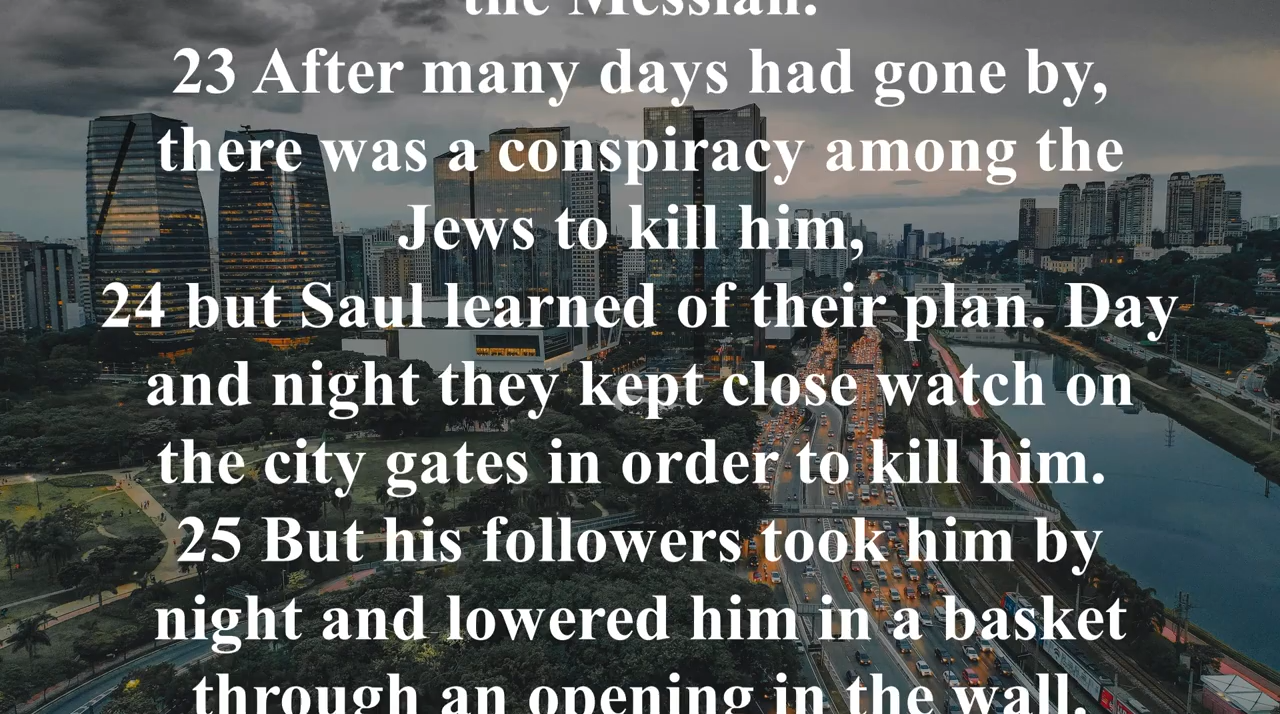 the Messiah.
23 After many days had gone by,
there was a conspiracy among the
Jews to kill him,
24 but Saul learned of their plan. Day
and night they kept close watch on
the city gates in order to kill him.
25 But his followers took him by
night and lowered him in a basket
through an opening in the wall.